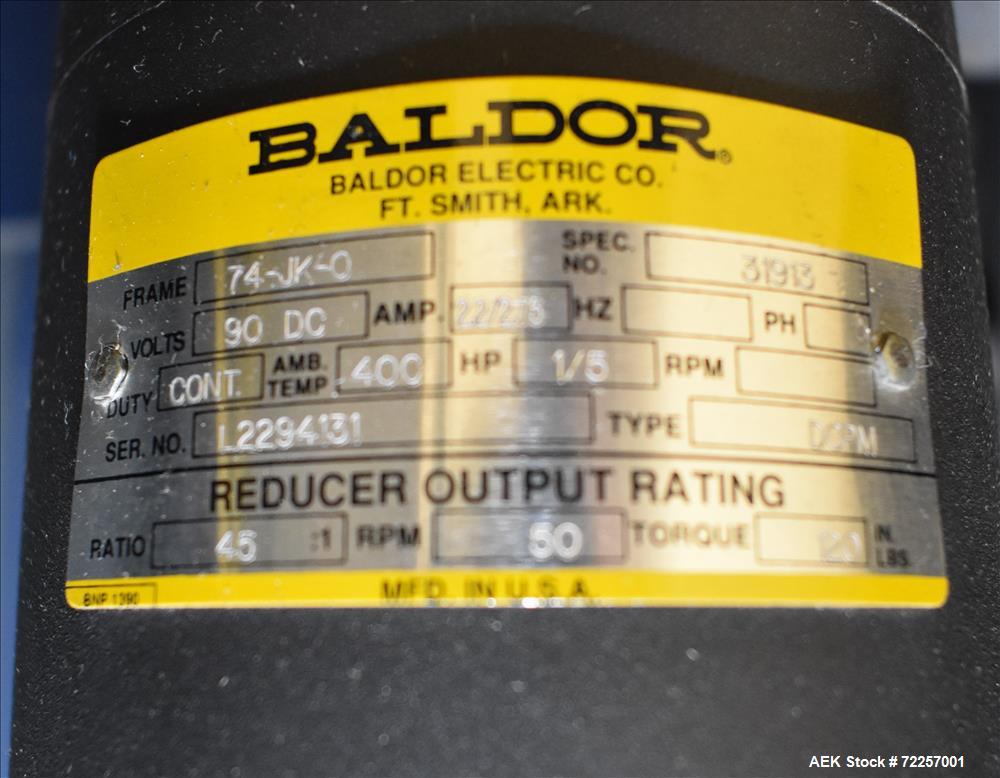 BALDOR®
BALDOR ELECTRIC CO.
FT. SMITH, ARK.
FRAME 74-JK-0 SPEC. NO. 31913
VOLTS 90 DC AMP. HZ PH
DUTY CONT. AMB. TEMP. 40C HP 1/5 RPM
SER. NO. L2294131 TYPE DCPM
REDUCER OUTPUT RATING
RATIO 45 :1 RPM 50 TORQUE IN. LBS.
BNP 1390 MFD. IN U.S.A.
AEK Stock # 72257001